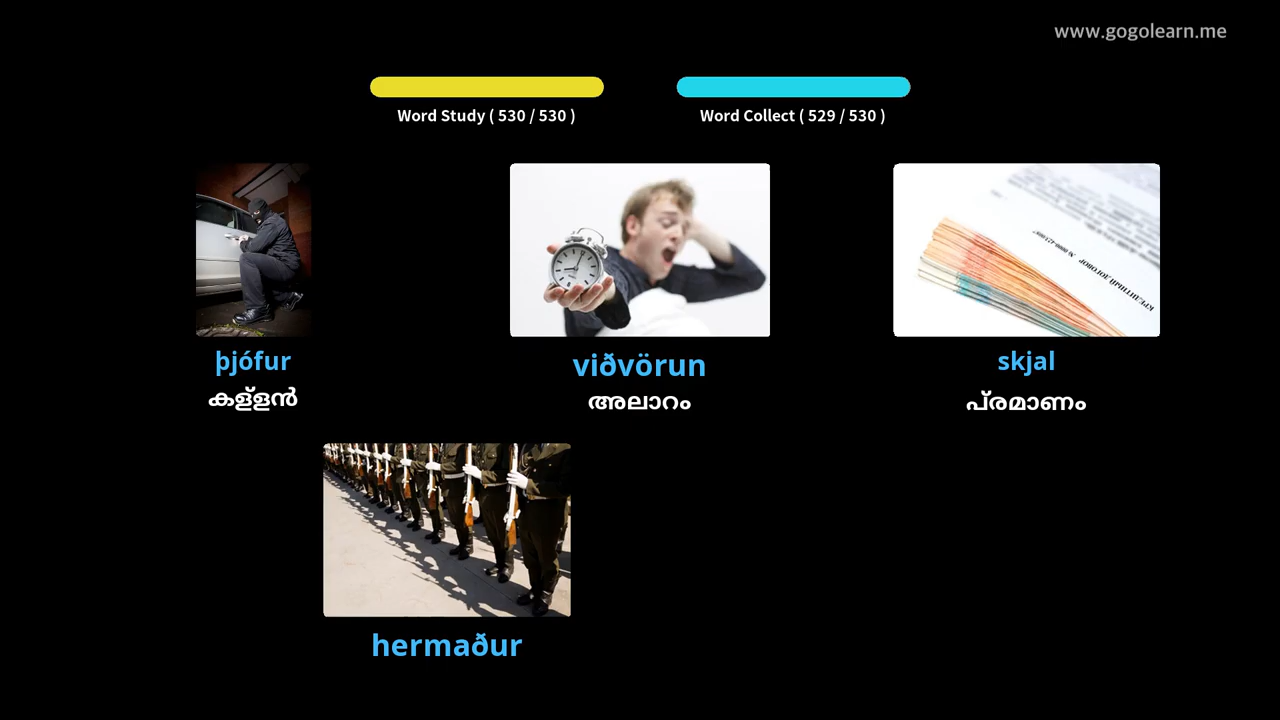 www.gogolearn.me
Word Study ( 530 / 530 )
Word Collect ( 529 / 530 )
þjófur
viðvörun
skjal
കള്ളൻ
അലാറം
പ്രമാണം
hermaður